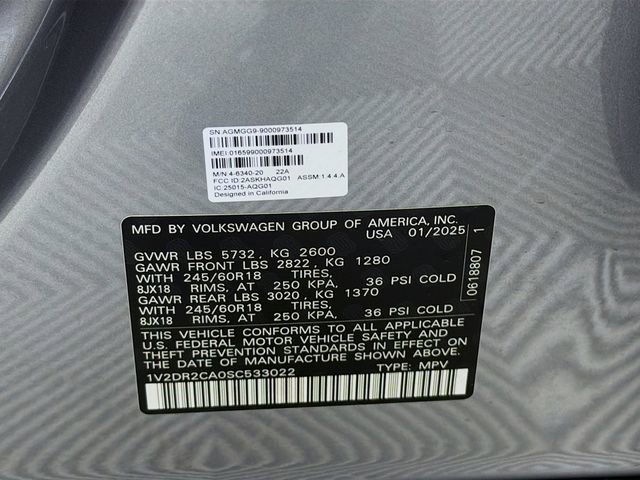 SN AGMGG9-9000973514
IMEI:016599000973514
M/N:4-6340-20 22A
FCC ID:2ASKHAQG01 ASSM:1.4.4.A
IC:25015-AQG01
Designed in California
MFD BY VOLKSWAGEN GROUP OF AMERICA, INC.
USA 01/2025
GVWR LBS 5732, KG 2600
GAWR FRONT LBS 2822, KG 1280
WITH 245/60R18 TIRES,
8JX18 RIMS, AT 250 KPA, 36 PSI COLD
GAWR REAR LBS 3020, KG 1370
WITH 245/60R18 TIRES,
8JX18 RIMS, AT 250 KPA, 36 PSI COLD
THIS VEHICLE CONFORMS TO ALL APPLICABLE
U.S. FEDERAL MOTOR VEHICLE SAFETY AND
THEFT PREVENTION STANDARDS IN EFFECT ON
THE DATE OF MANUFACTURE SHOWN ABOVE.
1V2DR2CA0SC533022 TYPE: MPV
0618807 1